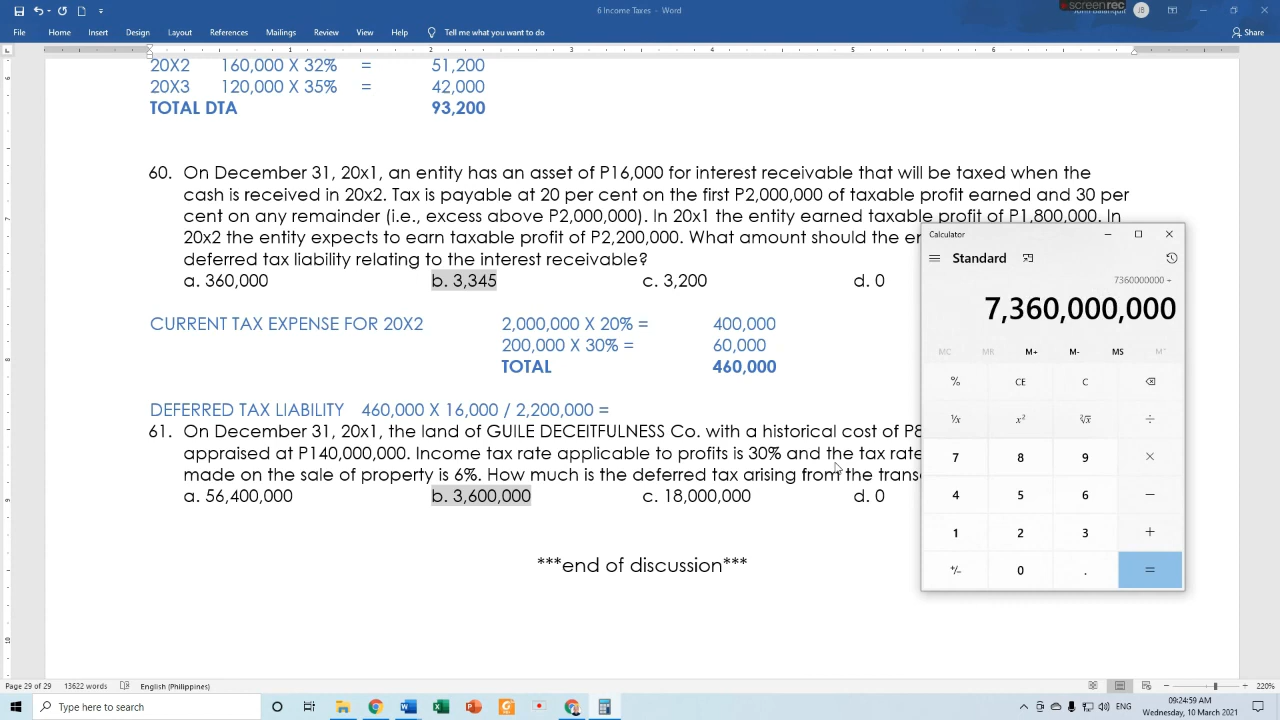 6 Income Taxes - Word
screenrec
JB
File Home Insert Design Layout References Mailings Review View Help Tell me what you want to do
Share
20X2 160,000 X 32% = 51,200
20X3 120,000 X 35% = 42,000
TOTAL DTA 93,200
60. On December 31, 20x1, an entity has an asset of P16,000 for interest receivable that will be taxed when the
cash is received in 20x2. Tax is payable at 20 per cent on the first P2,000,000 of taxable profit earned and 30 per
cent on any remainder (i.e., excess above P2,000,000). In 20x1 the entity earned taxable profit of P1,800,000. In
20x2 the entity expects to earn taxable profit of P2,200,000. What amount should the
deferred tax liability relating to the interest receivable?
a. 360,000 b. 3,345 c. 3,200 d. 0
CURRENT TAX EXPENSE FOR 20X2 2,000,000 X 20% = 400,000
200,000 X 30% = 60,000
TOTAL 460,000
DEFERRED TAX LIABILITY 460,000 X 16,000 / 2,200,000 =
61. On December 31, 20x1, the land of GUILE DECEITFULNESS Co. with a historical cost of P8
appraised at P140,000,000. Income tax rate applicable to profits is 30% and the tax rate
made on the sale of property is 6%. How much is the deferred tax arising from the
a. 56,400,000 b. 3,600,000 c. 18,000,000 d. 0
***end of discussion***
Calculator
Standard
7360000000 ÷
7,360,000,000
MC MR M+ M- MS M˅
% CE C
¹/x x² ²√x ÷
7 8 9 ×
4 5 6 −
1 2 3 +
+/− 0 . =
Page 29 of 29 13622 words English (Philippines)
220%
Type here to search
ENG
09:24:59 AM
Wednesday, 10 March 2021